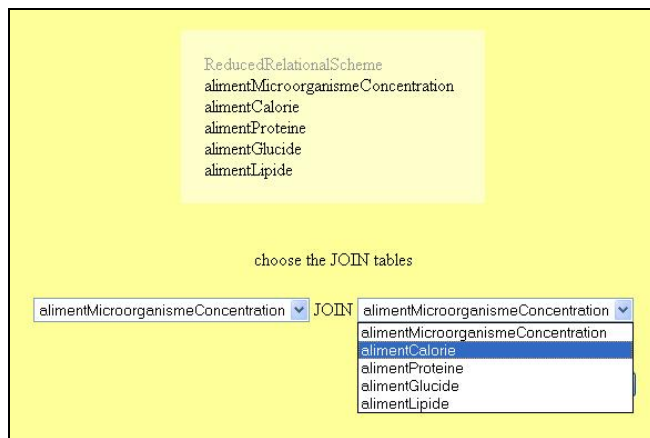 ReducedRelationalScheme
alimentMicroorganismeConcentration
alimentCalorie
alimentProteine
alimentGlucide
alimentLipide
choose the JOIN tables
alimentMicroorganismeConcentration JOIN alimentMicroorganismeConcentration
alimentMicroorganismeConcentration
alimentCalorie
alimentProteine
alimentGlucide
alimentLipide